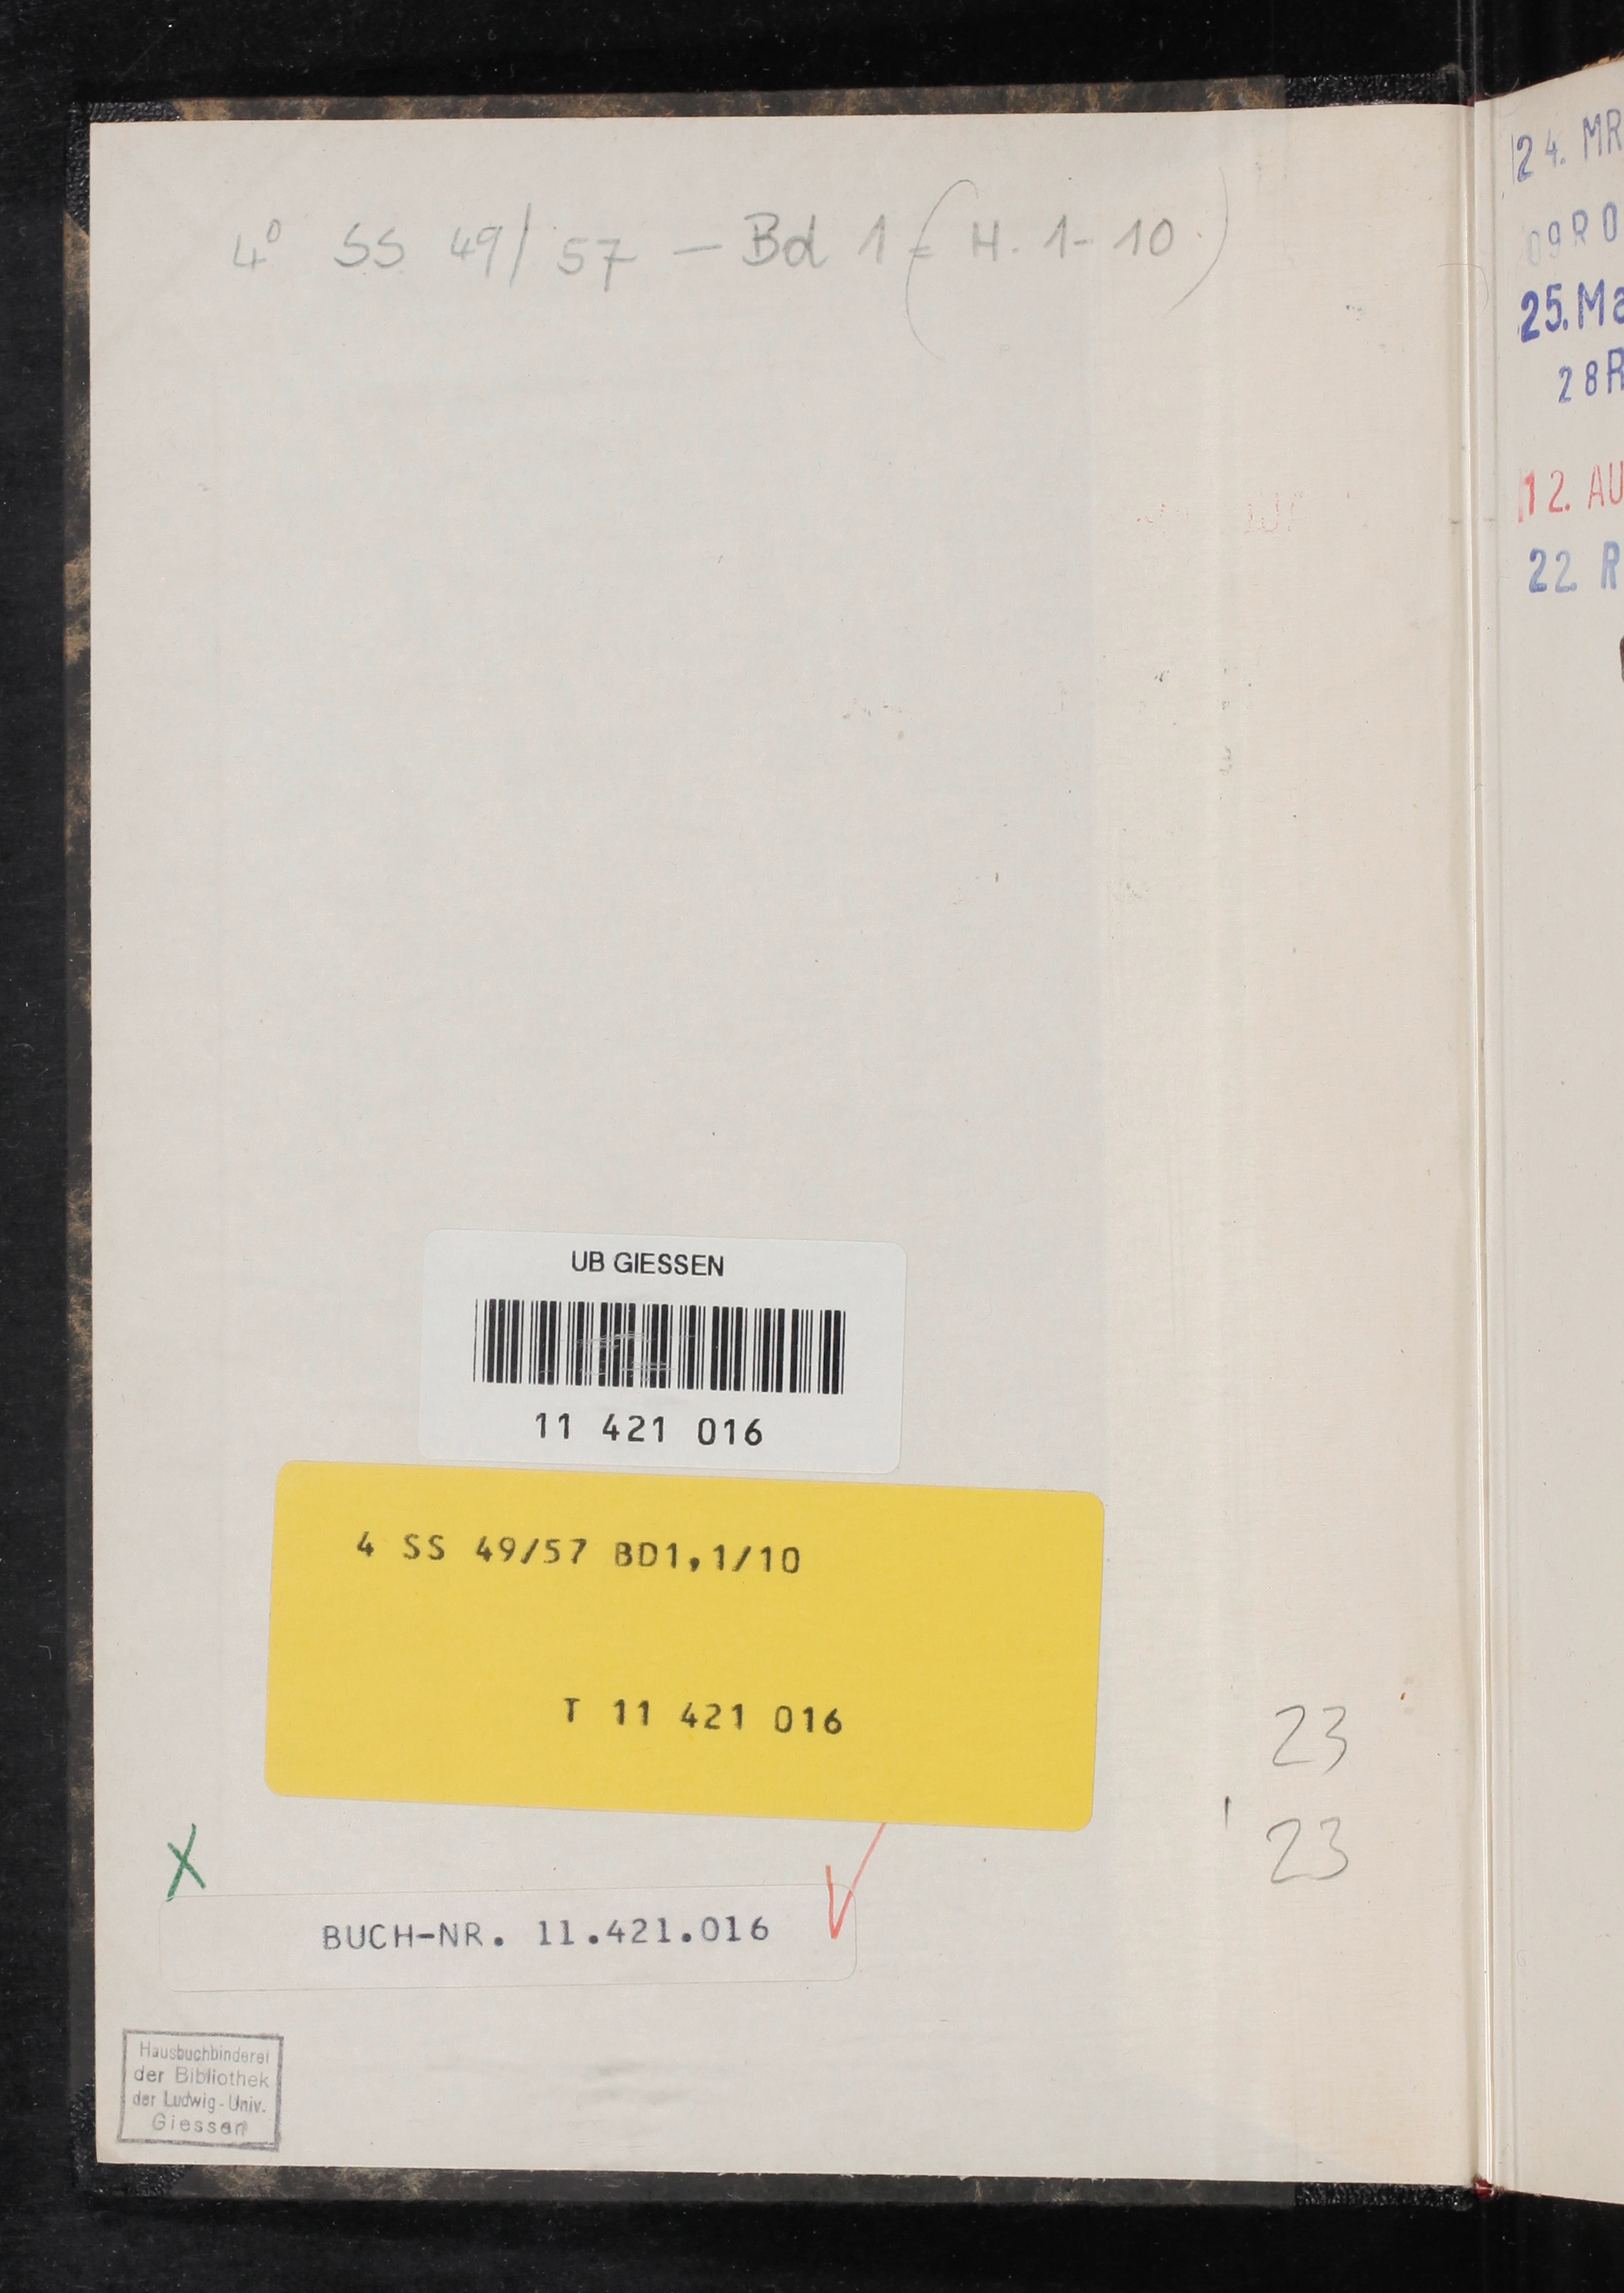 4° SS 49/57 — Bd 1 (H. 1-10)
UB GIESSEN
11 421 016
4 SS 49/57 BD1,1/10
T 11 421 016
23
23
X
BUCH-NR. 11.421.016
Hausbuchbinderei
der Bibliothek
der Ludwig-Univ.
Giessen
24. MR
09R0
25. Ma
28R
12. AU
22. R